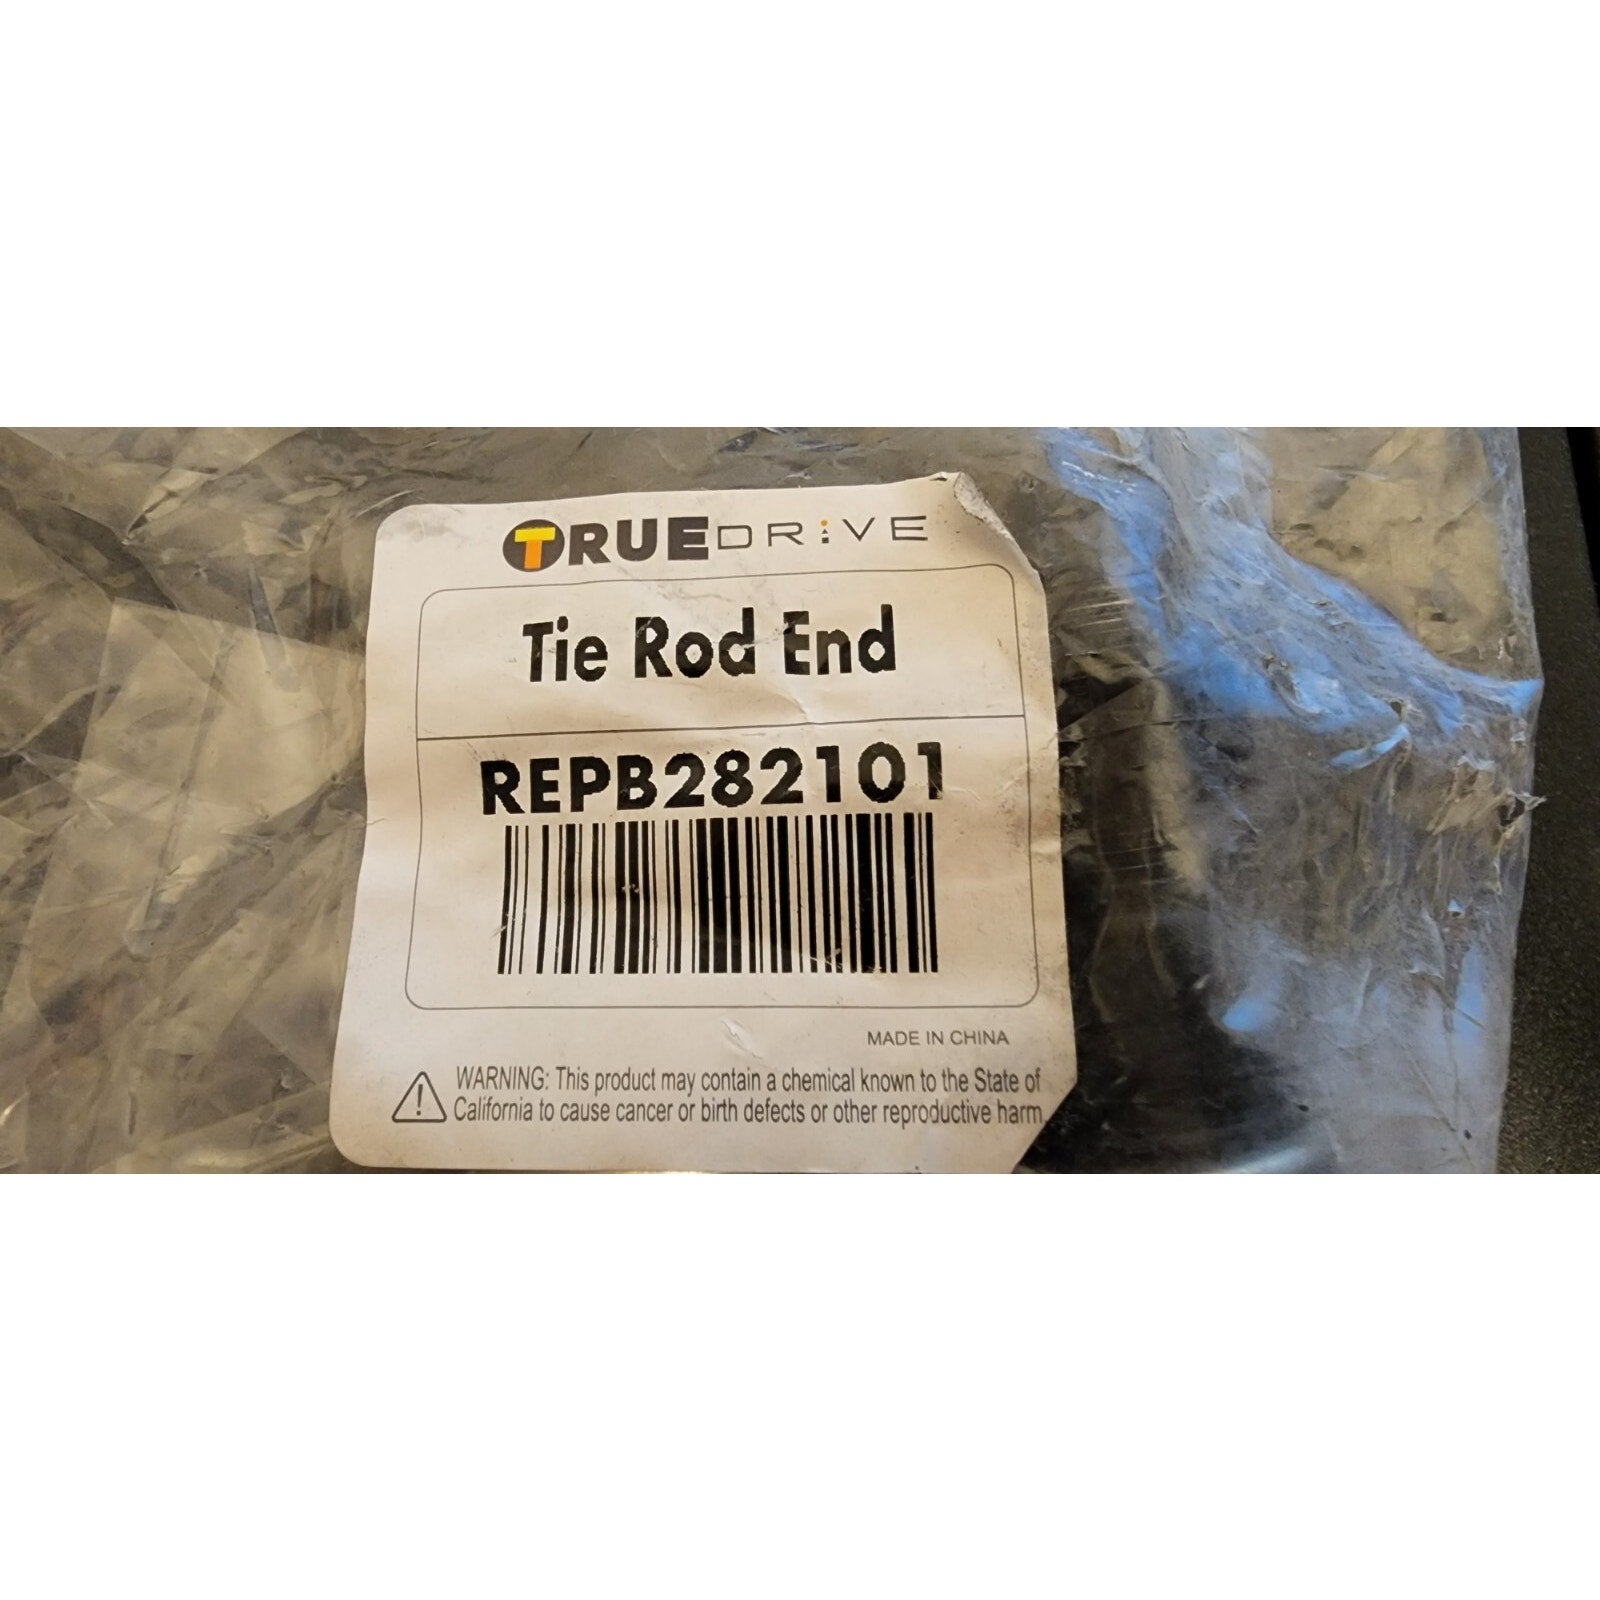 TRUEDRIVE
Tie Rod End
REPB282101
MADE IN CHINA
WARNING: This product may contain a chemical known to the State of
California to cause cancer or birth defects or other reproductive harm